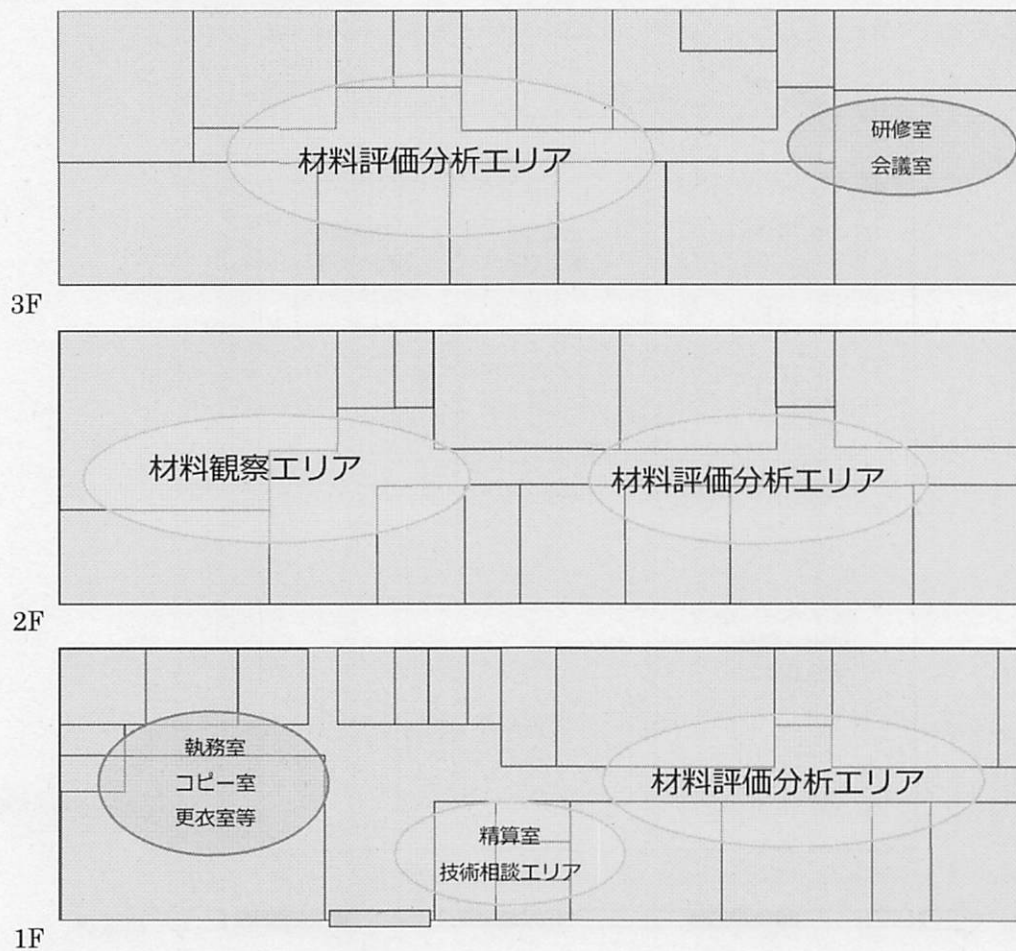 材料評価分析エリア
研修室
会議室
3F
材料観察エリア
材料評価分析エリア
2F
執務室
コピー室
更衣室等
材料評価分析エリア
精算室
技術相談エリア
1F